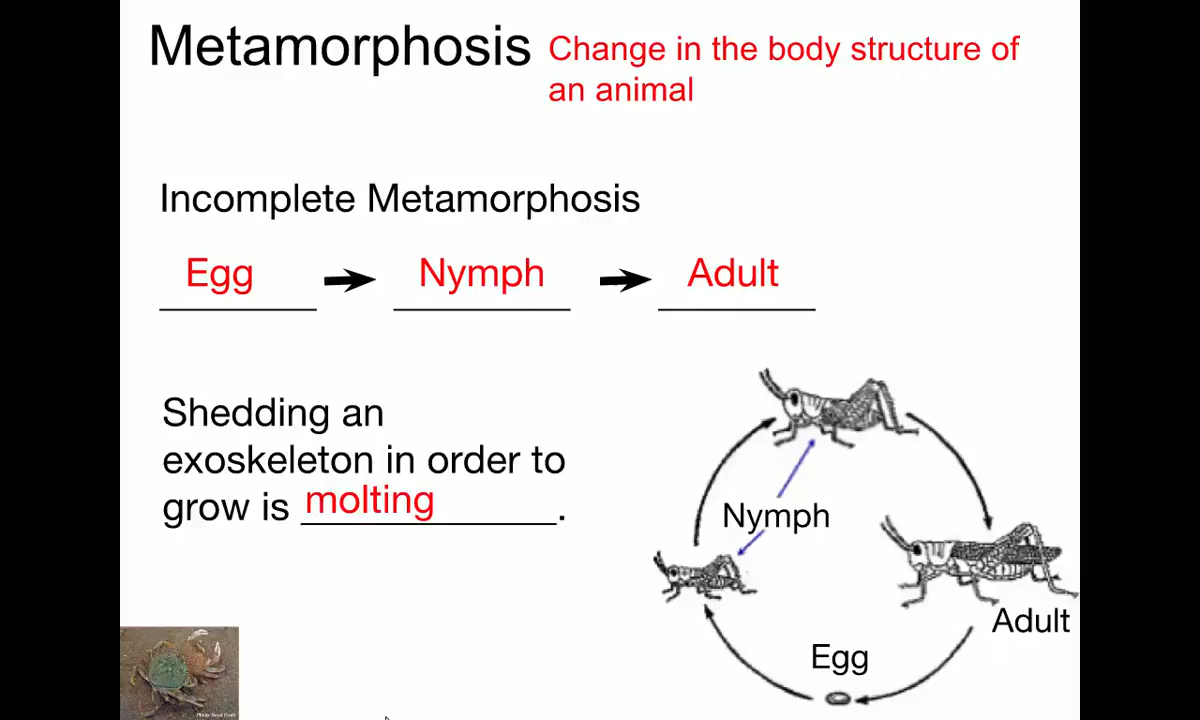 Metamorphosis Change in the body structure of
an animal
Incomplete Metamorphosis
Egg Nymph Adult
Shedding an
exoskeleton in order to
grow is molting.
Nymph
Adult
Egg